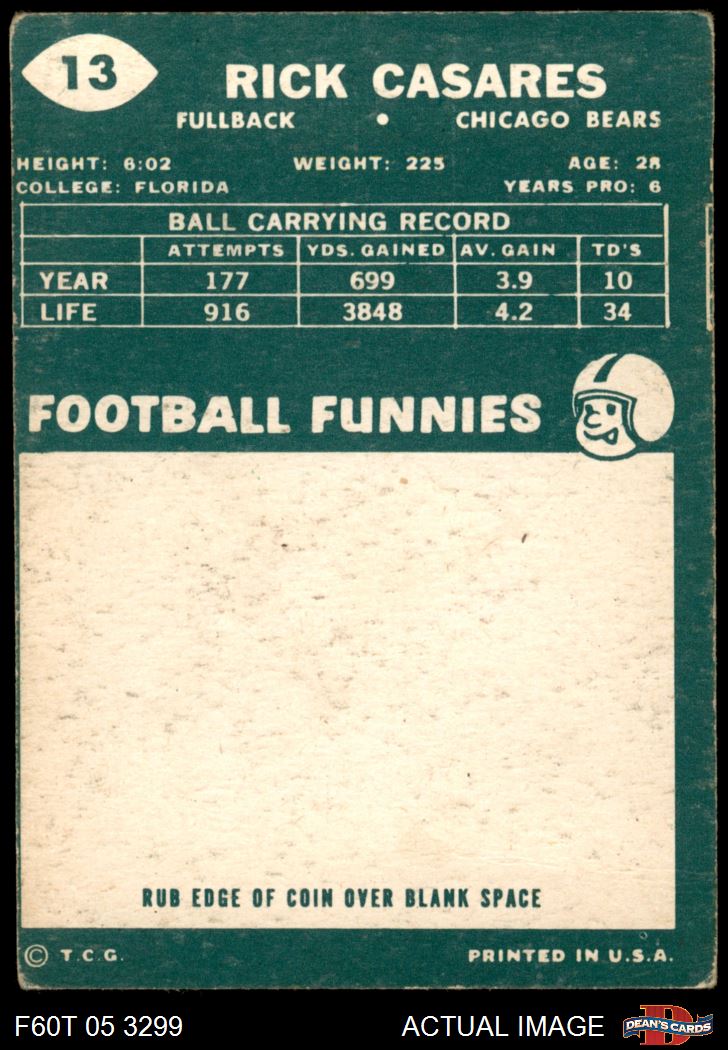 13
RICK CASARES
FULLBACK • CHICAGO BEARS
HEIGHT: 6:02 WEIGHT: 225 AGE: 28
COLLEGE: FLORIDA YEARS PRO: 6
BALL CARRYING RECORD
ATTEMPTS YDS. GAINED AV. GAIN TD'S
YEAR 177 699 3.9 10
LIFE 916 3848 4.2 34
FOOTBALL FUNNIES
RUB EDGE OF COIN OVER BLANK SPACE
© T.C.G. PRINTED IN U.S.A.
F60T 05 3299 ACTUAL IMAGE D DEAN'S CARDS